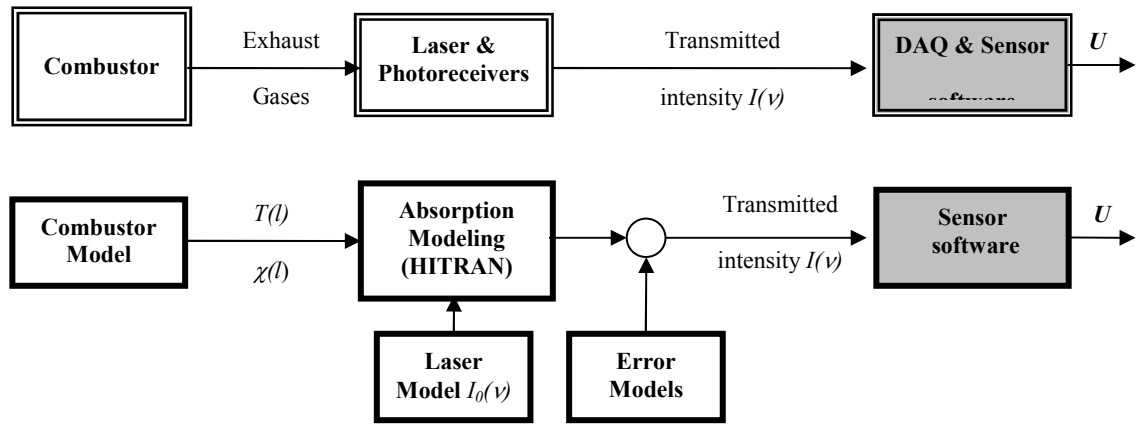 Combustor
Exhaust
Gases
Laser &
Photoreceivers
Transmitted
intensity I(ν)
DAQ & Sensor
software
U
Combustor
Model
T(l)
χ(l)
Absorption
Modeling
(HITRAN)
Transmitted
intensity I(ν)
Sensor
software
U
Laser
Model I₀(ν)
Error
Models